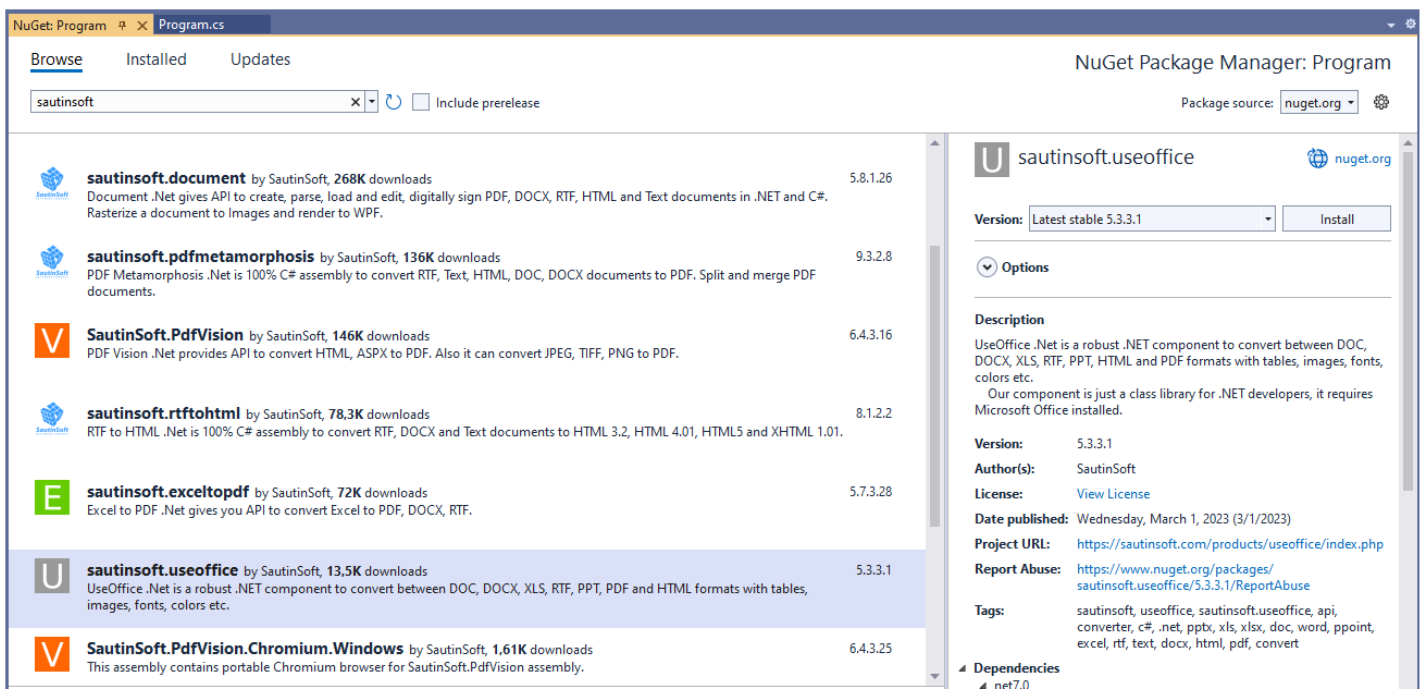 NuGet: Program
Program.cs
Browse
Installed
Updates
NuGet Package Manager: Program
sautinsoft
Include prerelease
Package source:
nuget.org
SautinSoft
sautinsoft.document by SautinSoft, 268K downloads
5.8.1.26
Document .Net gives API to create, parse, load and edit, digitally sign PDF, DOCX, RTF, HTML and Text documents in .NET and C#.
Rasterize a document to Images and render to WPF.
SautinSoft
sautinsoft.pdfmetamorphosis by SautinSoft, 136K downloads
9.3.2.8
PDF Metamorphosis .Net is 100% C# assembly to convert RTF, Text, HTML, DOC, DOCX documents to PDF. Split and merge PDF
documents.
V
SautinSoft.PdfVision by SautinSoft, 146K downloads
6.4.3.16
PDF Vision .Net provides API to convert HTML, ASPX to PDF. Also it can convert JPEG, TIFF, PNG to PDF.
SautinSoft
sautinsoft.rtftohtml by SautinSoft, 78,3K downloads
8.1.2.2
RTF to HTML .Net is 100% C# assembly to convert RTF, DOCX and Text documents to HTML 3.2, HTML 4.01, HTML5 and XHTML 1.01.
E
sautinsoft.exceltopdf by SautinSoft, 72K downloads
5.7.3.28
Excel to PDF .Net gives you API to convert Excel to PDF, DOCX, RTF.
U
sautinsoft.useoffice by SautinSoft, 13,5K downloads
5.3.3.1
UseOffice .Net is a robust .NET component to convert between DOC, DOCX, XLS, RTF, PPT, PDF and HTML formats with tables,
images, fonts, colors etc.
V
SautinSoft.PdfVision.Chromium.Windows by SautinSoft, 1,61K downloads
6.4.3.25
This assembly contains portable Chromium browser for SautinSoft.PdfVision assembly.
U
sautinsoft.useoffice
nuget.org
Version:
Latest stable 5.3.3.1
Install
Options
Description
UseOffice .Net is a robust .NET component to convert between DOC,
DOCX, XLS, RTF, PPT, HTML and PDF formats with tables, images, fonts,
colors etc.
Our component is just a class library for .NET developers, it requires
Microsoft Office installed.
Version: 5.3.3.1
Author(s): SautinSoft
License: View License
Date published: Wednesday, March 1, 2023 (3/1/2023)
Project URL: https://sautinsoft.com/products/useoffice/index.php
Report Abuse: https://www.nuget.org/packages/
sautinsoft.useoffice/5.3.3.1/ReportAbuse
Tags: sautinsoft, useoffice, sautinsoft.useoffice, api,
converter, c#, .net, pptx, xls, xlsx, doc, word, ppoint,
excel, rtf, text, docx, html, pdf, convert
Dependencies
net7.0